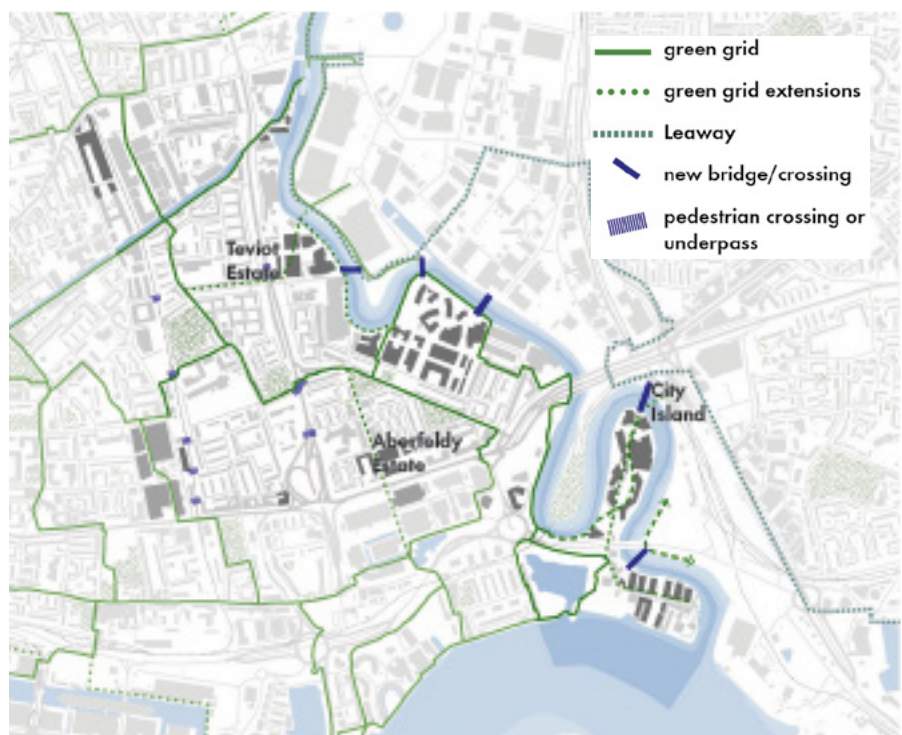 green grid
green grid extensions
Leaway
new bridge/crossing
pedestrian crossing or
underpass
Teviot
Estate
City
Island
Aberfeldy
Estate